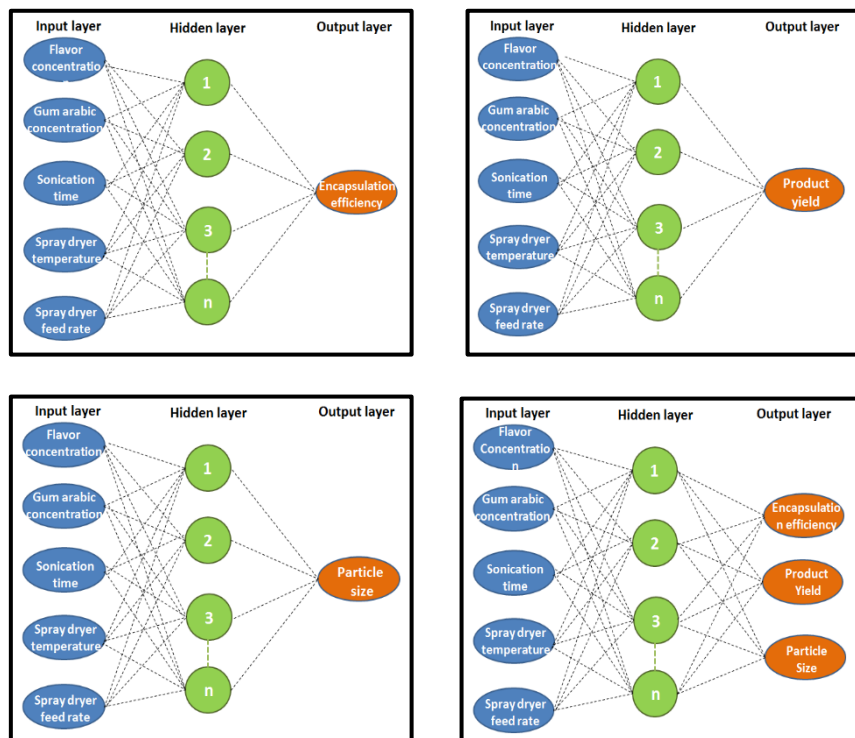 Input layer Hidden layer Output layer
Flavor
concentratio
1
Gum arabic
concentration
2
Sonication
time
Encapsulation
efficiency
3
Spray dryer
temperature
n
Spray dryer
feed rate
Input layer Hidden layer Output layer
Flavor
concentration
1
Gum arabic
concentration
2
Sonication
time
Product
yield
3
Spray dryer
temperature
n
Spray dryer
feed rate
Input layer Hidden layer Output layer
Flavor
concentration
1
Gum arabic
concentration
2
Sonication
time
Particle
size
3
Spray dryer
temperature
n
Spray dryer
feed rate
Input layer Hidden layer Output layer
Flavor
Concentratio
n
1
Gum arabic
concentration
Encapsulatio
n efficiency
2
Sonication
time
Product
Yield
3
Spray dryer
temperature
Particle
Size
n
Spray dryer
feed rate